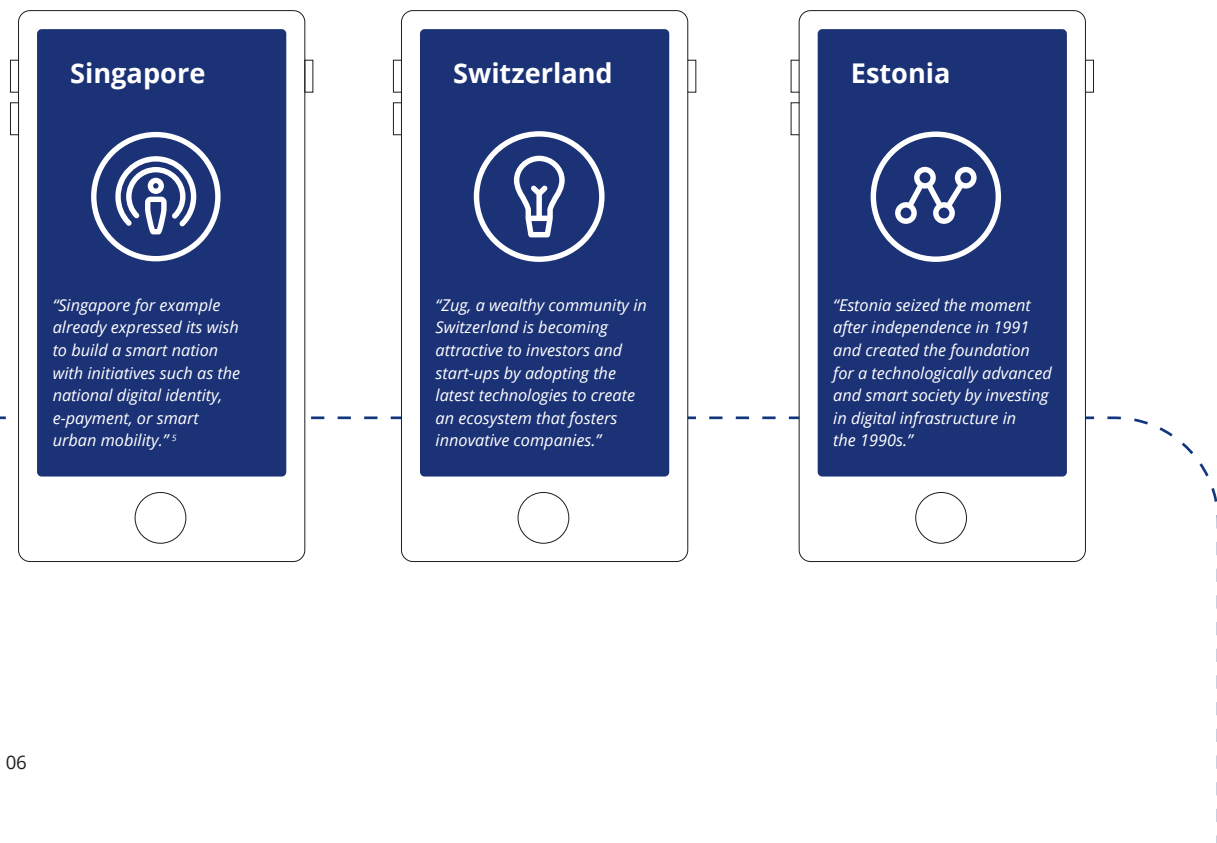 Singapore
“Singapore for example
already expressed its wish
to build a smart nation
with initiatives such as the
national digital identity,
e-payment, or smart
urban mobility.” 5
Switzerland
“Zug, a wealthy community in
Switzerland is becoming
attractive to investors and
start-ups by adopting the
latest technologies to create
an ecosystem that fosters
innovative companies.”
Estonia
“Estonia seized the moment
after independence in 1991
and created the foundation
for a technologically advanced
and smart society by investing
in digital infrastructure in
the 1990s.”
06